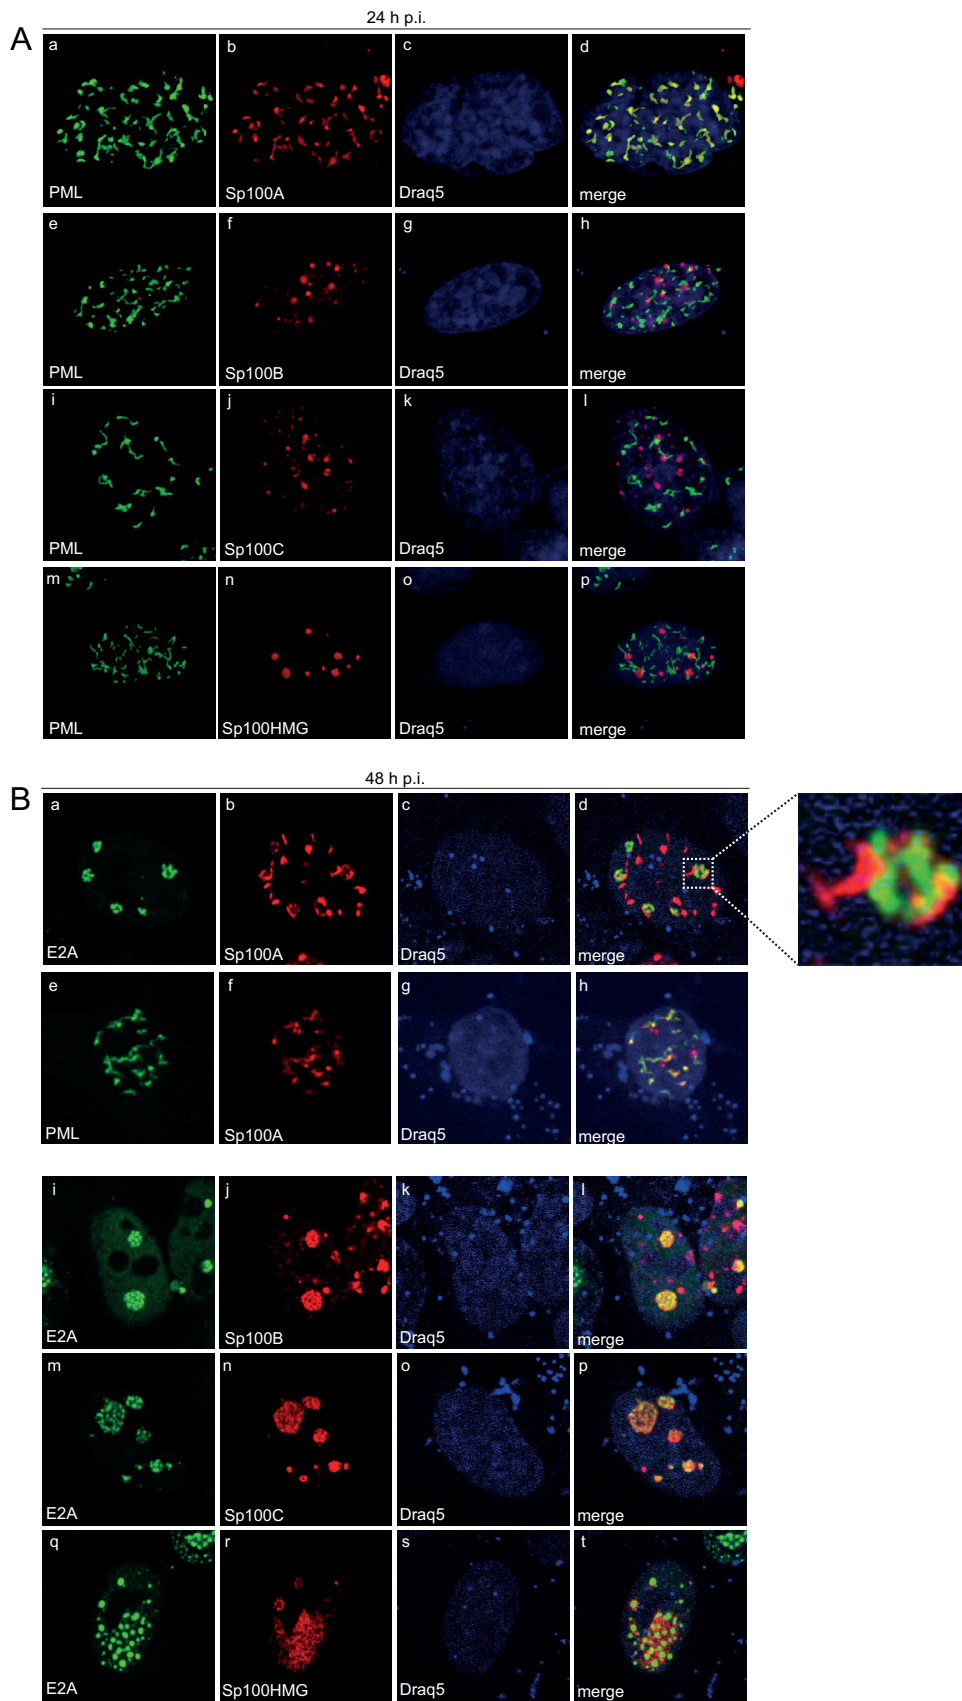 24 h p.i.
A
a b c d
PML Sp100A Draq5 merge
e f g h
PML Sp100B Draq5 merge
i j k l
PML Sp100C Draq5 merge
m n o p
PML Sp100HMG Draq5 merge
48 h p.i.
B
a b c d
E2A Sp100A Draq5 merge
e f g h
PML Sp100A Draq5 merge
i j k l
E2A Sp100B Draq5 merge
m n o p
E2A Sp100C Draq5 merge
q r s t
E2A Sp100HMG Draq5 merge